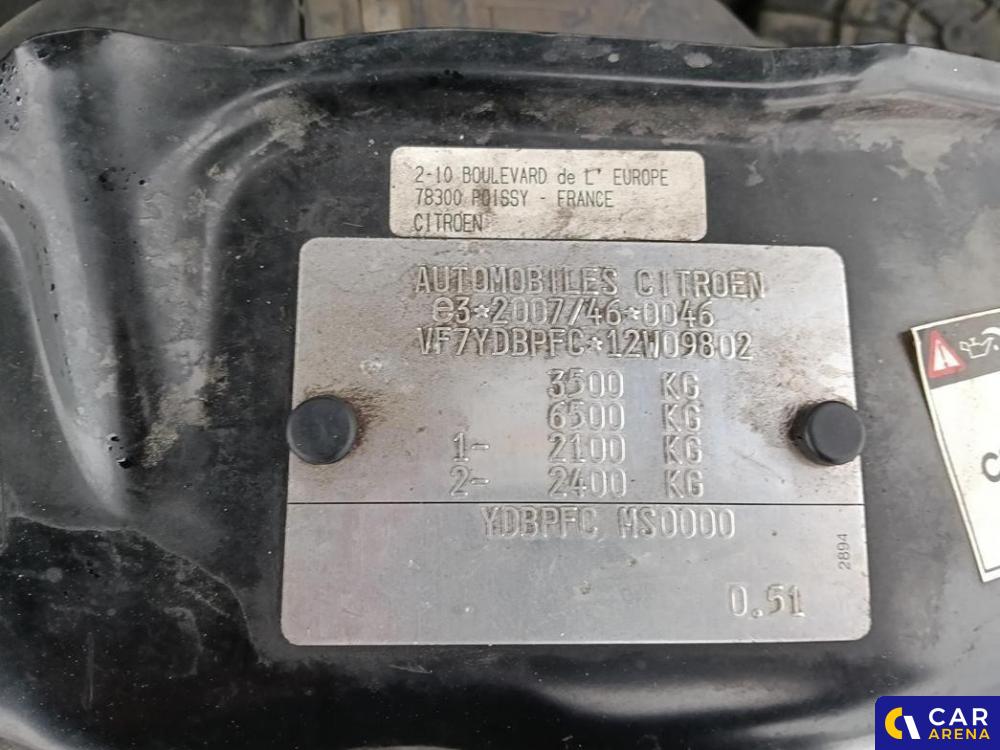 2-10 BOULEVARD de L' EUROPE
78300 POISSY - FRANCE
CITROEN
AUTOMOBILES CITROEN
e3*2007/46*0046
VF7YDBPFC*12W09802
3500 KG
6500 KG
1- 2100 KG
2- 2400 KG
YDBPFC MS0000
2894
0.51
CAR
ARENA